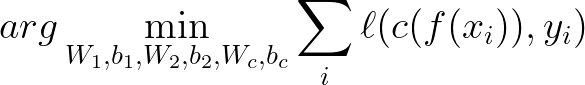 arg min_{W_1,b_1,W_2,b_2,W_c,b_c} ∑_i ℓ(c(f(x_i)), y_i)